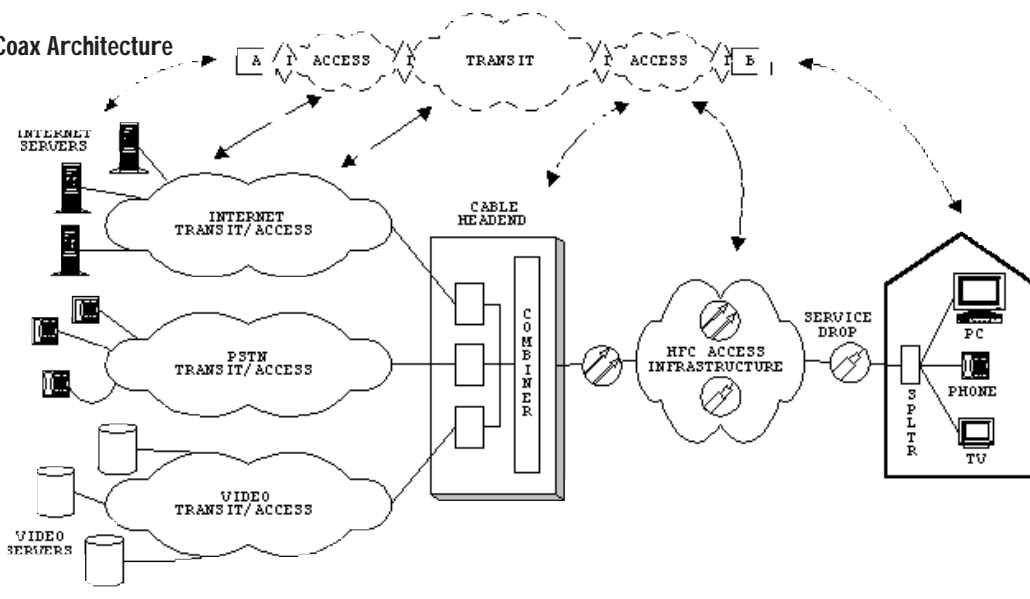 Coax Architecture
A I ACCESS I TRANSIT I ACCESS I B
INTERNET
SERVERS
INTERNET
TRANSIT/ACCESS
CABLE
HEADEND
COMBINER
PSTN
TRANSIT/ACCESS
HFC ACCESS
INFRASTRUCTURE
SERVICE
DROP
SPLTR
PC
PHONE
TV
VIDEO
TRANSIT/ACCESS
VIDEO
SERVERS